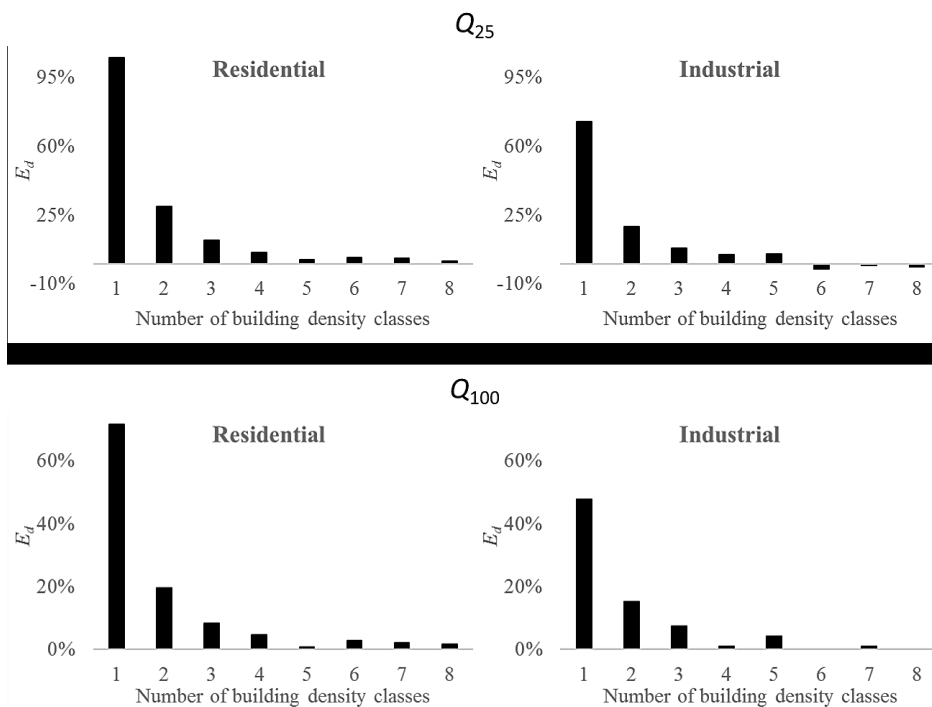 Q25
Residential
Industrial
95%
60%
25%
-10%
Ed
1 2 3 4 5 6 7 8
Number of building density classes
95%
60%
25%
-10%
Ed
1 2 3 4 5 6 7 8
Number of building density classes
Q100
Residential
Industrial
60%
40%
20%
0%
Ed
1 2 3 4 5 6 7 8
Number of building density classes
60%
40%
20%
0%
Ed
1 2 3 4 5 6 7 8
Number of building density classes